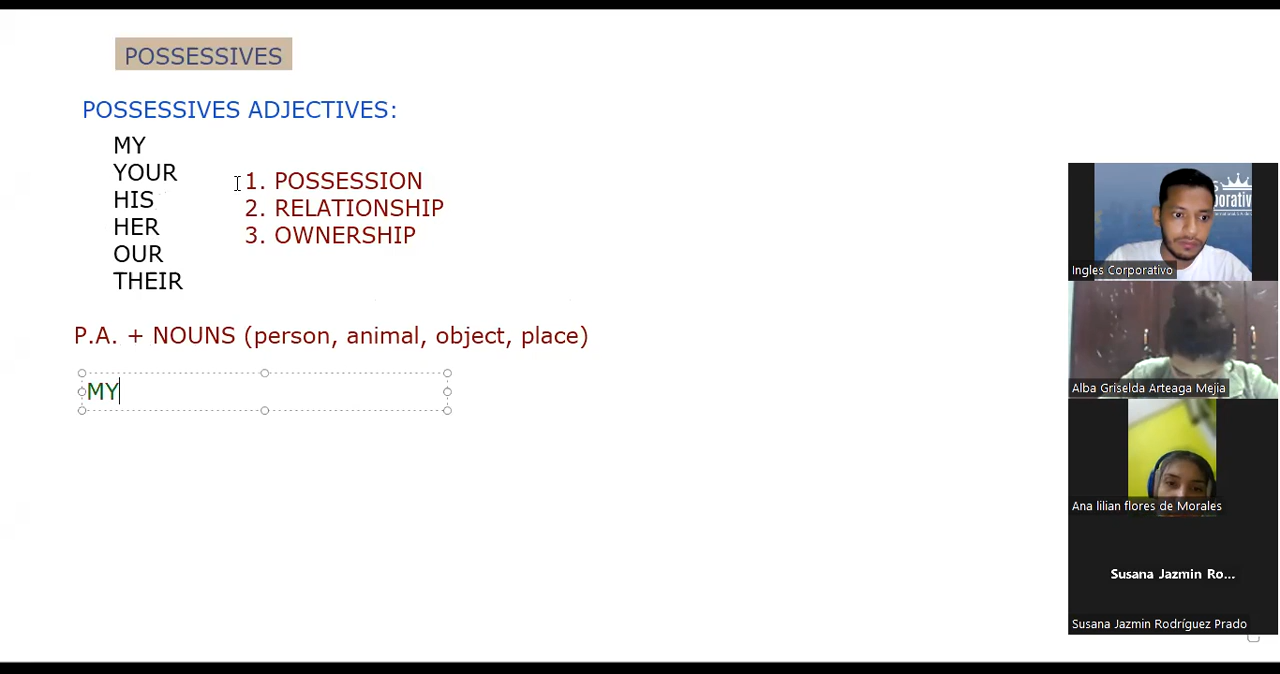 POSSESSIVES
POSSESSIVES ADJECTIVES:
MY
YOUR
HIS
HER
OUR
THEIR
1. POSSESSION
2. RELATIONSHIP
3. OWNERSHIP
P.A. + NOUNS (person, animal, object, place)
MY
Ingles Corporativo
Alba Griselda Arteaga Mejia
Ana lilian flores de Morales
Susana Jazmin Ro...
Susana Jazmin Rodríguez Prado